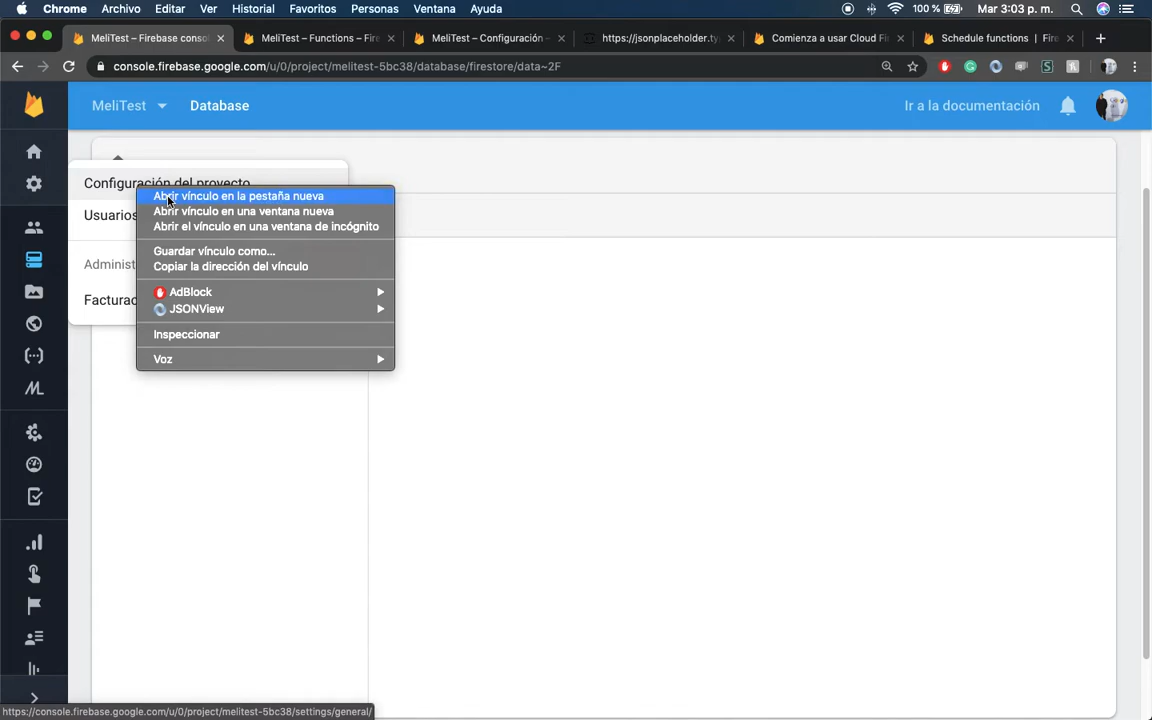 Chrome Archivo Editar Ver Historial Favoritos Personas Ventana Ayuda 100 % Mar 3:03 p. m.
MeliTest – Firebase conso
MeliTest – Functions – Fire
MeliTest – Configuración –
https://jsonplaceholder.ty
Comienza a usar Cloud F
Schedule functions | Fire
console.firebase.google.com/u/0/project/melitest-5bc38/database/firestore/data~2F
MeliTest Database Ir a la documentación
Configuración del proyecto
Abrir vínculo en la pestaña nueva
Usuarios
Abrir vínculo en una ventana nueva
Abrir el vínculo en una ventana de incógnito
Guardar vínculo como...
Administ
Copiar la dirección del vínculo
AdBlock
Facturac
JSONView
Inspeccionar
Voz
https://console.firebase.google.com/u/0/project/melitest-5bc38/settings/general/